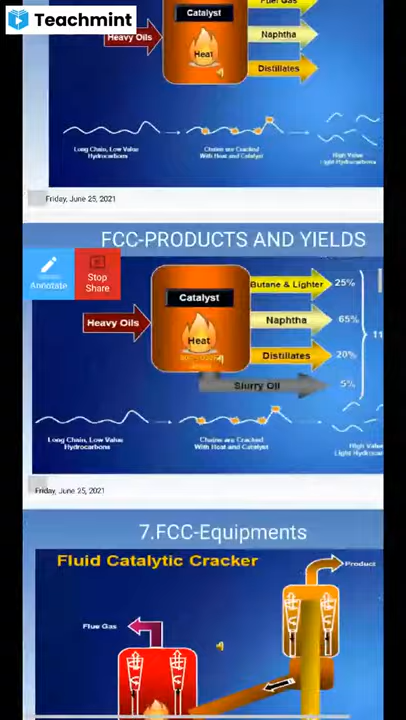 Teachmint
Catalyst
Fuel Gas
Heavy Oils
Naphtha
Heat
Distillates
Long Chain, Low Value
Hydrocarbons
Chains are Cracked
With Heat and Catalyst
High Value
Light Hydrocarbons
Friday, June 25, 2021
FCC-PRODUCTS AND YIELDS
Annotate
Stop
Share
Catalyst
Butane & Lighter
25%
Heavy Oils
Naphtha
65%
Heat
Distillates
20%
Slurry Oil
5%
11
Long Chain, Low Value
Hydrocarbons
Chains are Cracked
With Heat and Catalyst
High Value
Light Hydrocar
Friday, June 25, 2021
7.FCC-Equipments
Fluid Catalytic Cracker
Product
Flue Gas